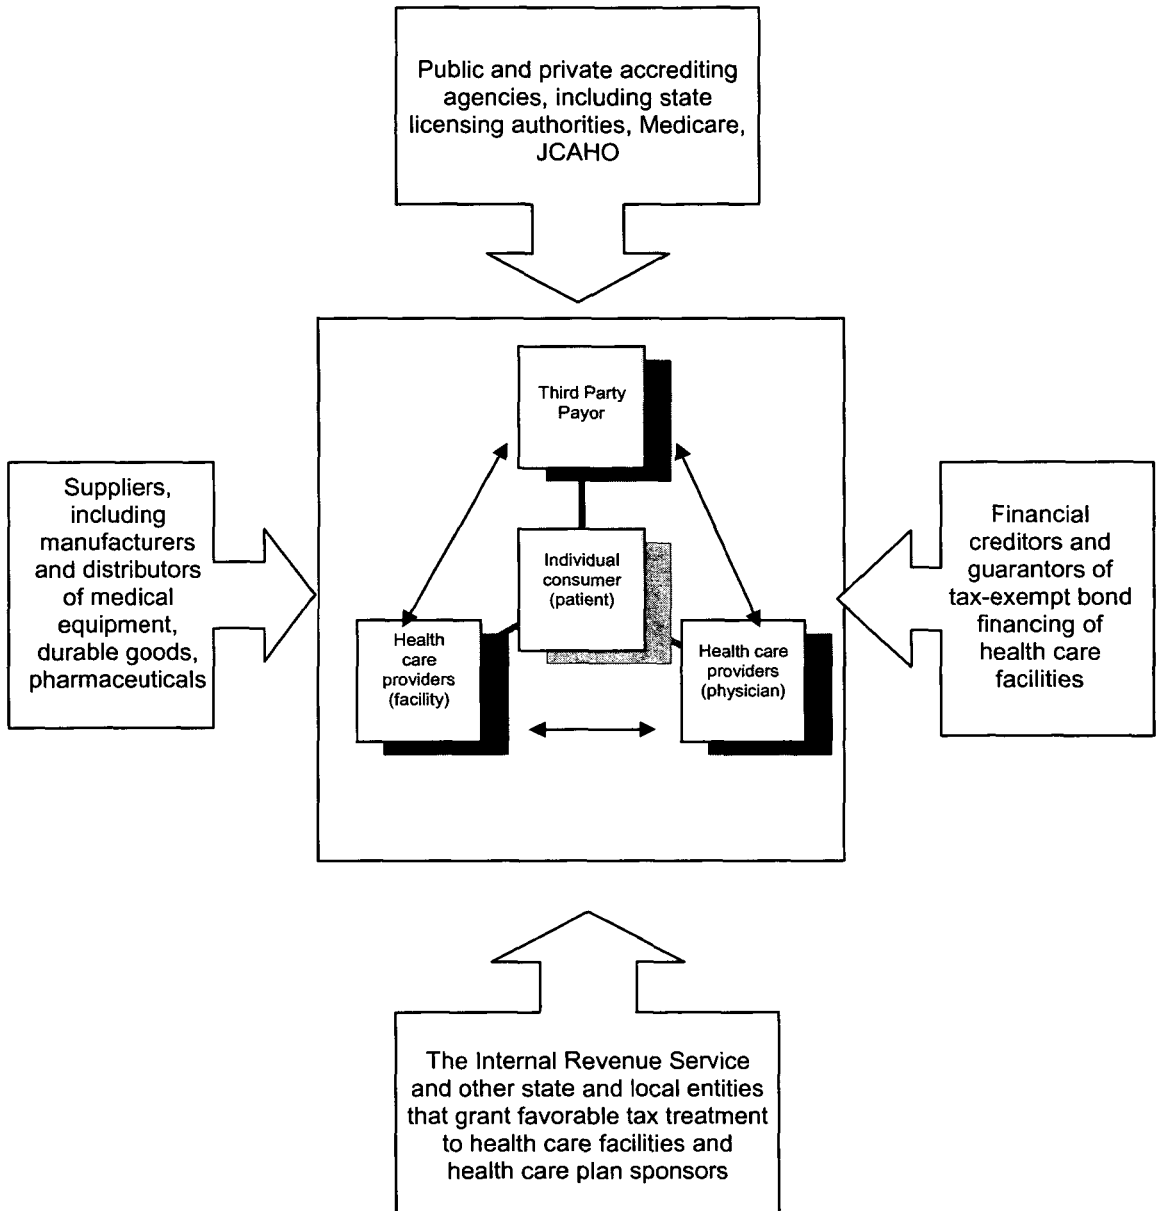 Public and private accrediting
agencies, including state
licensing authorities, Medicare,
JCAHO
Third Party
Payor
Suppliers,
including
manufacturers
and distributors
of medical
equipment,
durable goods,
pharmaceuticals
Individual
consumer
(patient)
Financial
creditors and
guarantors of
tax-exempt bond
financing of
health care
facilities
Health
care
providers
(facility)
Health care
providers
(physician)
The Internal Revenue Service
and other state and local entities
that grant favorable tax treatment
to health care facilities and
health care plan sponsors